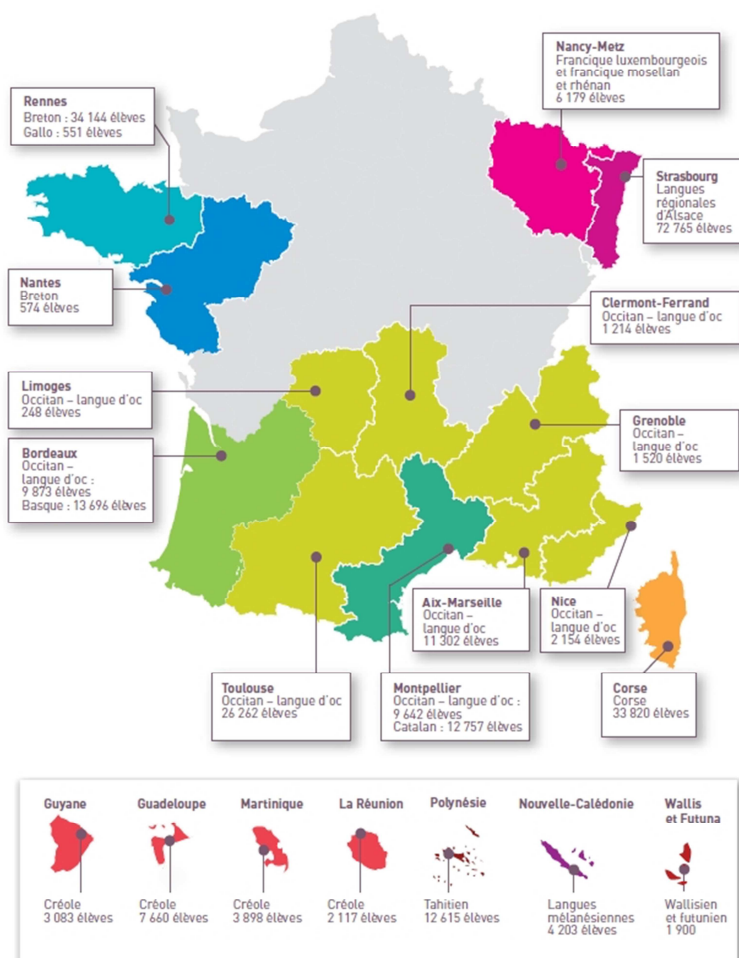 Nancy-Metz
Francique luxembourgeois
et francique mosellan
et rhénan
6 179 élèves
Rennes
Breton : 34 144 élèves
Gallo : 551 élèves
Strasbourg
Langues
régionales
d'Alsace
72 765 élèves
Nantes
Breton
574 élèves
Clermont-Ferrand
Occitan – langue d'oc
1 214 élèves
Limoges
Occitan – langue d'oc
248 élèves
Grenoble
Occitan –
langue d'oc
1 520 élèves
Bordeaux
Occitan –
langue d'oc :
9 873 élèves
Basque : 13 696 élèves
Aix-Marseille
Occitan –
langue d'oc
11 302 élèves
Nice
Occitan –
langue d'oc
2 154 élèves
Toulouse
Occitan – langue d'oc
26 262 élèves
Montpellier
Occitan – langue d'oc :
9 642 élèves
Catalan : 12 757 élèves
Corse
Corse
33 820 élèves
Guyane
Créole
3 083 élèves
Guadeloupe
Créole
7 660 élèves
Martinique
Créole
3 898 élèves
La Réunion
Créole
2 117 élèves
Polynésie
Tahitien
12 615 élèves
Nouvelle-Calédonie
Langues
mélanésiennes
4 203 élèves
Wallis
et Futuna
Wallisien
et futunien
1 900